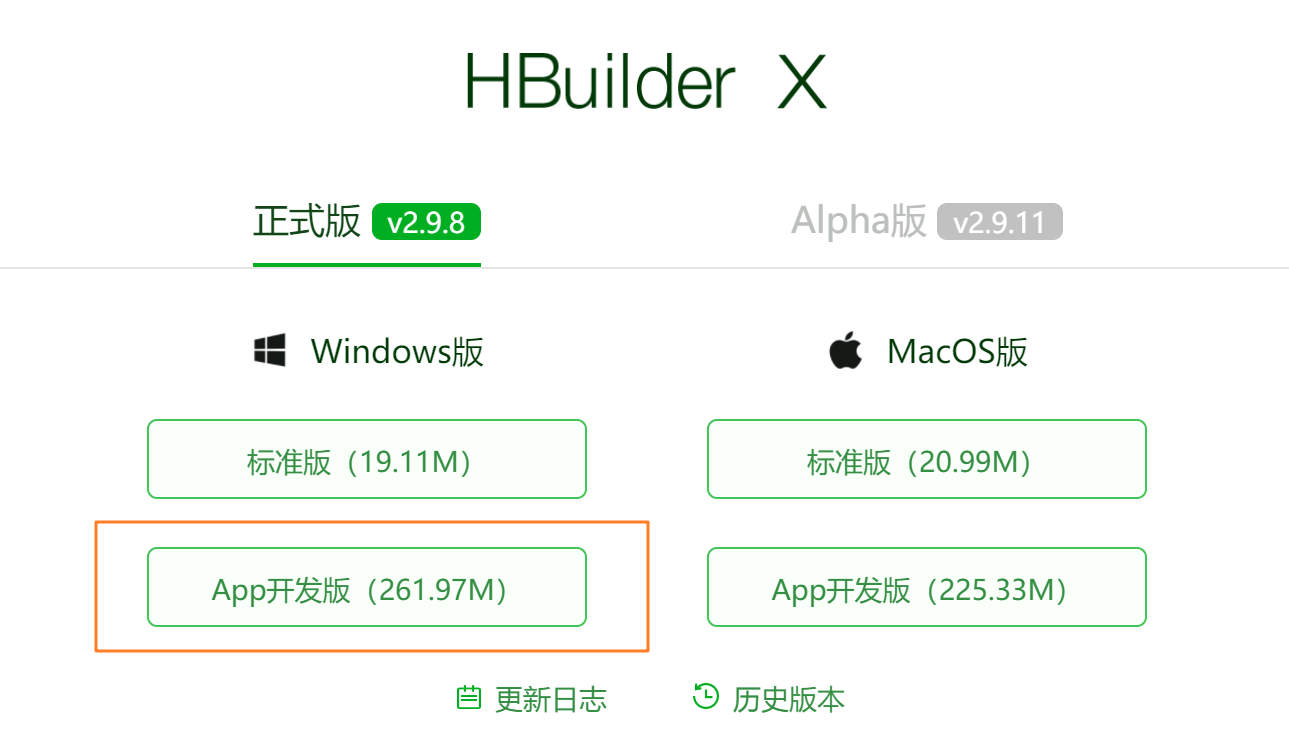 HBuilder X
正式版 v2.9.8 Alpha版 v2.9.11
Windows版 MacOS版
标准版（19.11M） 标准版（20.99M）
App开发版（261.97M） App开发版（225.33M）
更新日志 历史版本